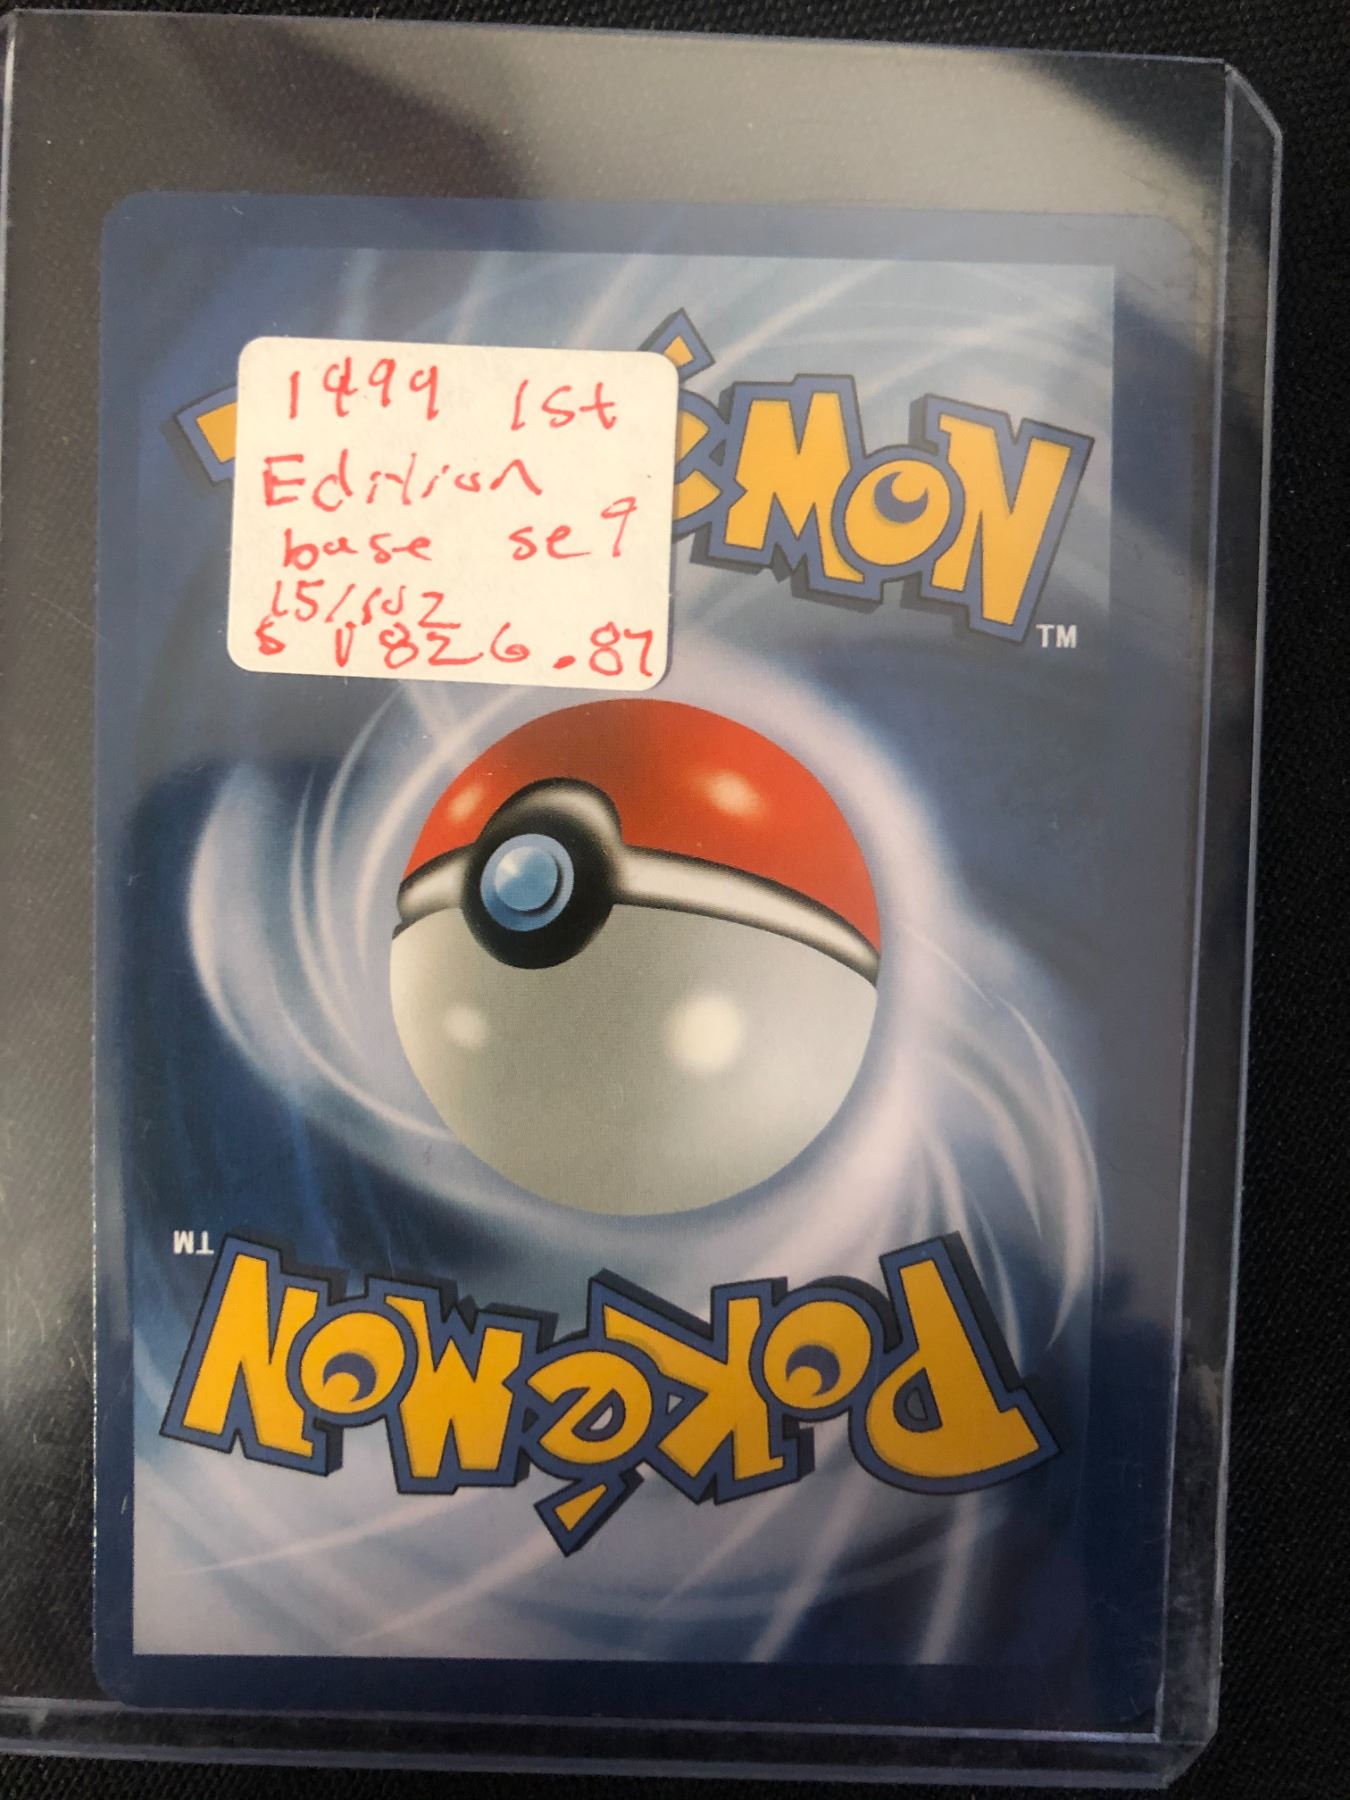 1999 1st
Edition
base set
15/102
$ 1826.87
POKéMON
TM
TM
POKéMON